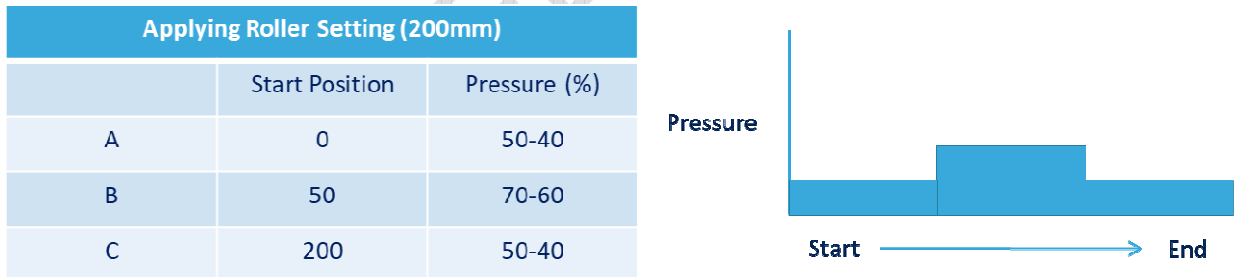 Applying Roller Setting (200mm)
Start Position Pressure (%)
A 0 50-40
B 50 70-60
C 200 50-40
Pressure
Start End